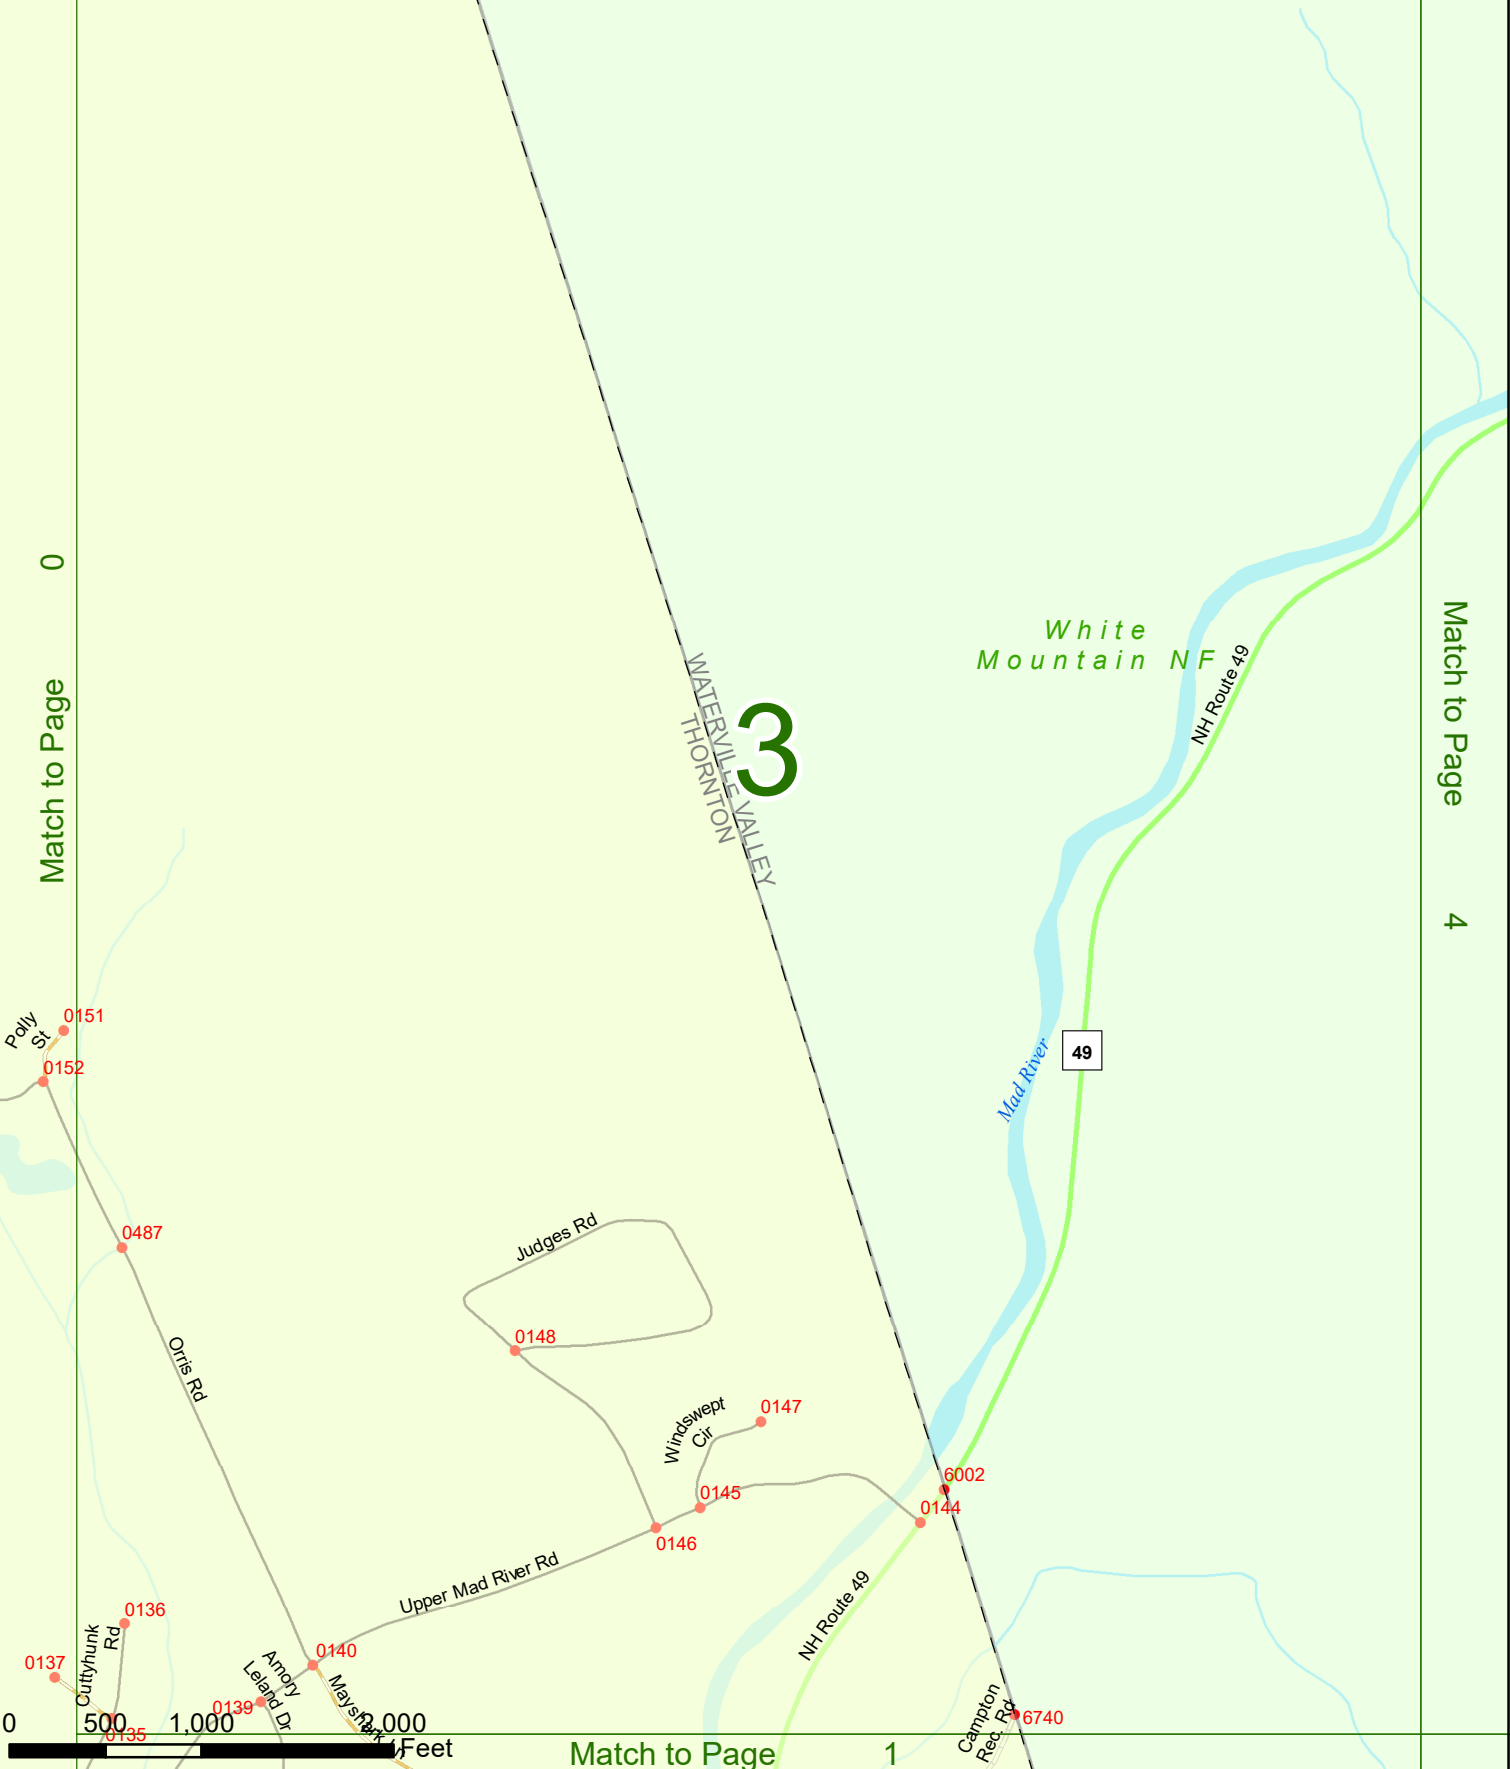 0
Match to Page
White
Mountain NF
NH Route 49
Match to Page
4
WATERVILLE VALLEY
THORNTON
3
Polly
St
0151
0152
49
Mad River
0487
Judges Rd
0148
Orris Rd
Windswept
Cir
0147
0145
6002
0144
0146
Upper Mad River Rd
NH Route 49
0136
Cuttyhunk
Rd
0137
0140
Amory
Leland Dr
0139
0135
Campton
Rec. Rd
6740
0 500 1,000 2,000
Feet
Match to Page 1